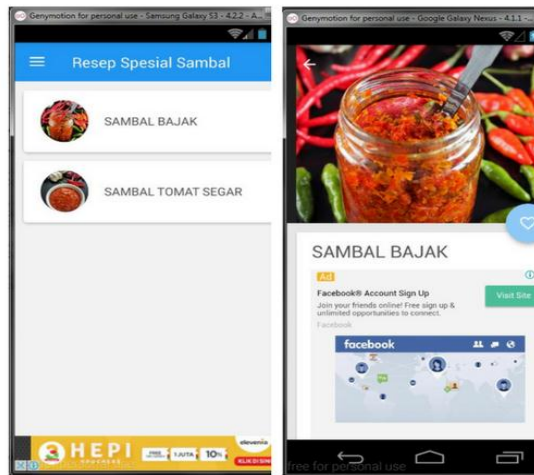 Genymotion for personal use - Samsung Galaxy S3 - 4.2.2 - A...
Resep Spesial Sambal
SAMBAL BAJAK
SAMBAL TOMAT SEGAR
HEPI
1 JUTA
10%
elevenia
KLIK DI SINI
Genymotion for personal use - Google Galaxy Nexus - 4.1.1 -...
SAMBAL BAJAK
Ad
Facebook® Account Sign Up
Visit Site
Join your friends online! Free sign up &
unlimited opportunities to connect.
Facebook
facebook
free for personal use